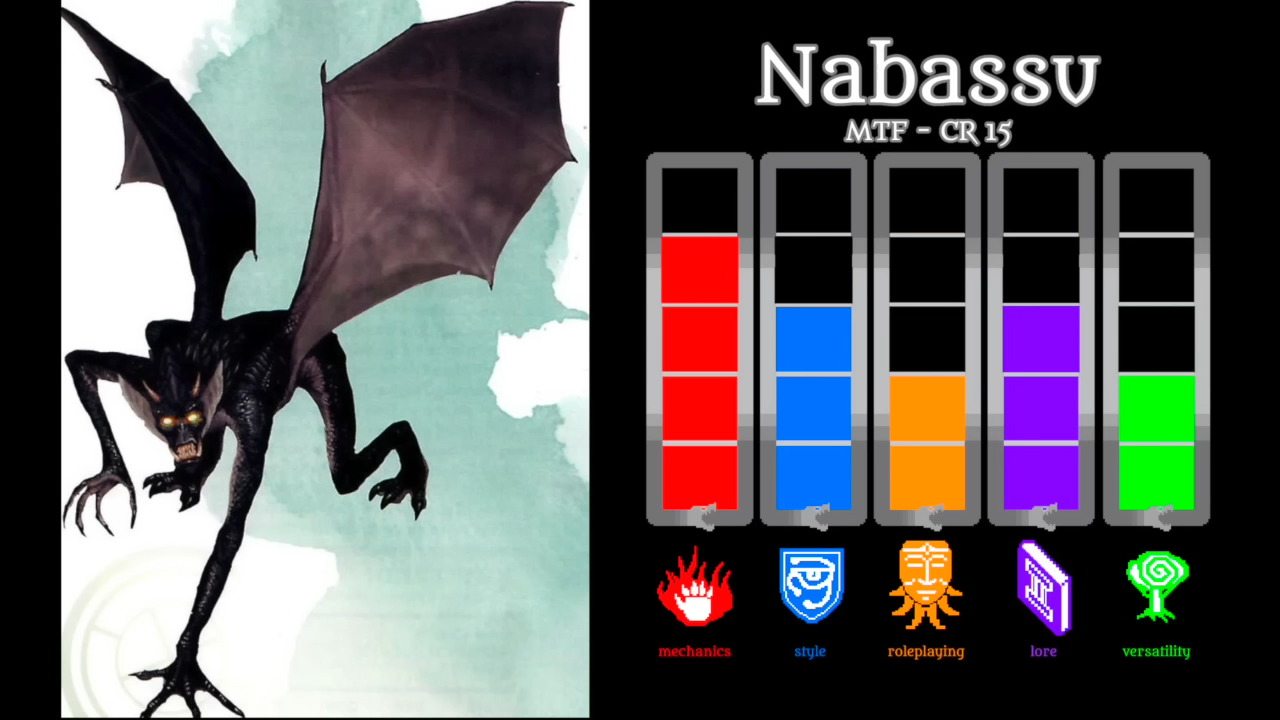 Nabassu
MTF - CR 15
mechanics
style
roleplaying
lore
versatility